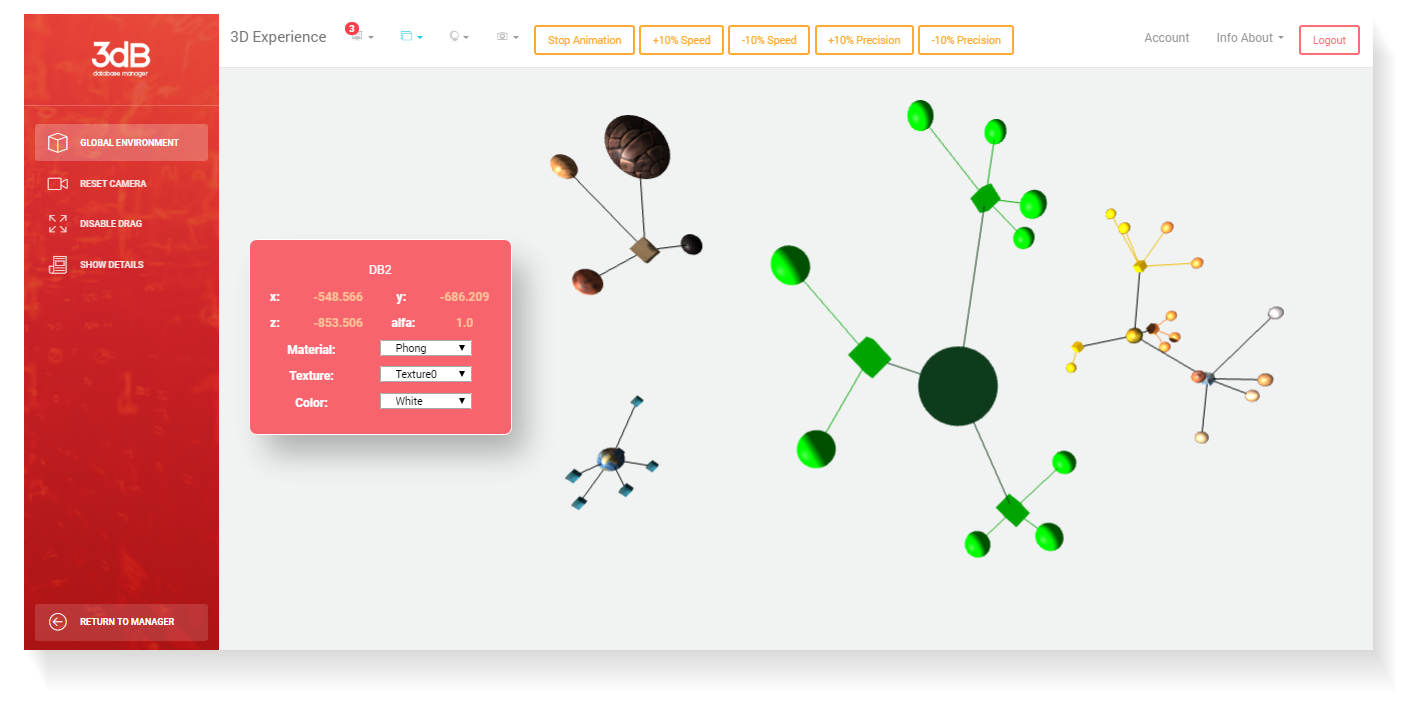 3dB
database manager
GLOBAL ENVIRONMENT
RESET CAMERA
DISABLE DRAG
SHOW DETAILS
RETURN TO MANAGER
3D Experience
3
Stop Animation
+10% Speed
-10% Speed
+10% Precision
-10% Precision
Account
Info About
Logout
DB2
x: -548.566 y: -686.209
z: -853.506 alfa: 1.0
Material: Phong
Texture: Texture0
Color: White